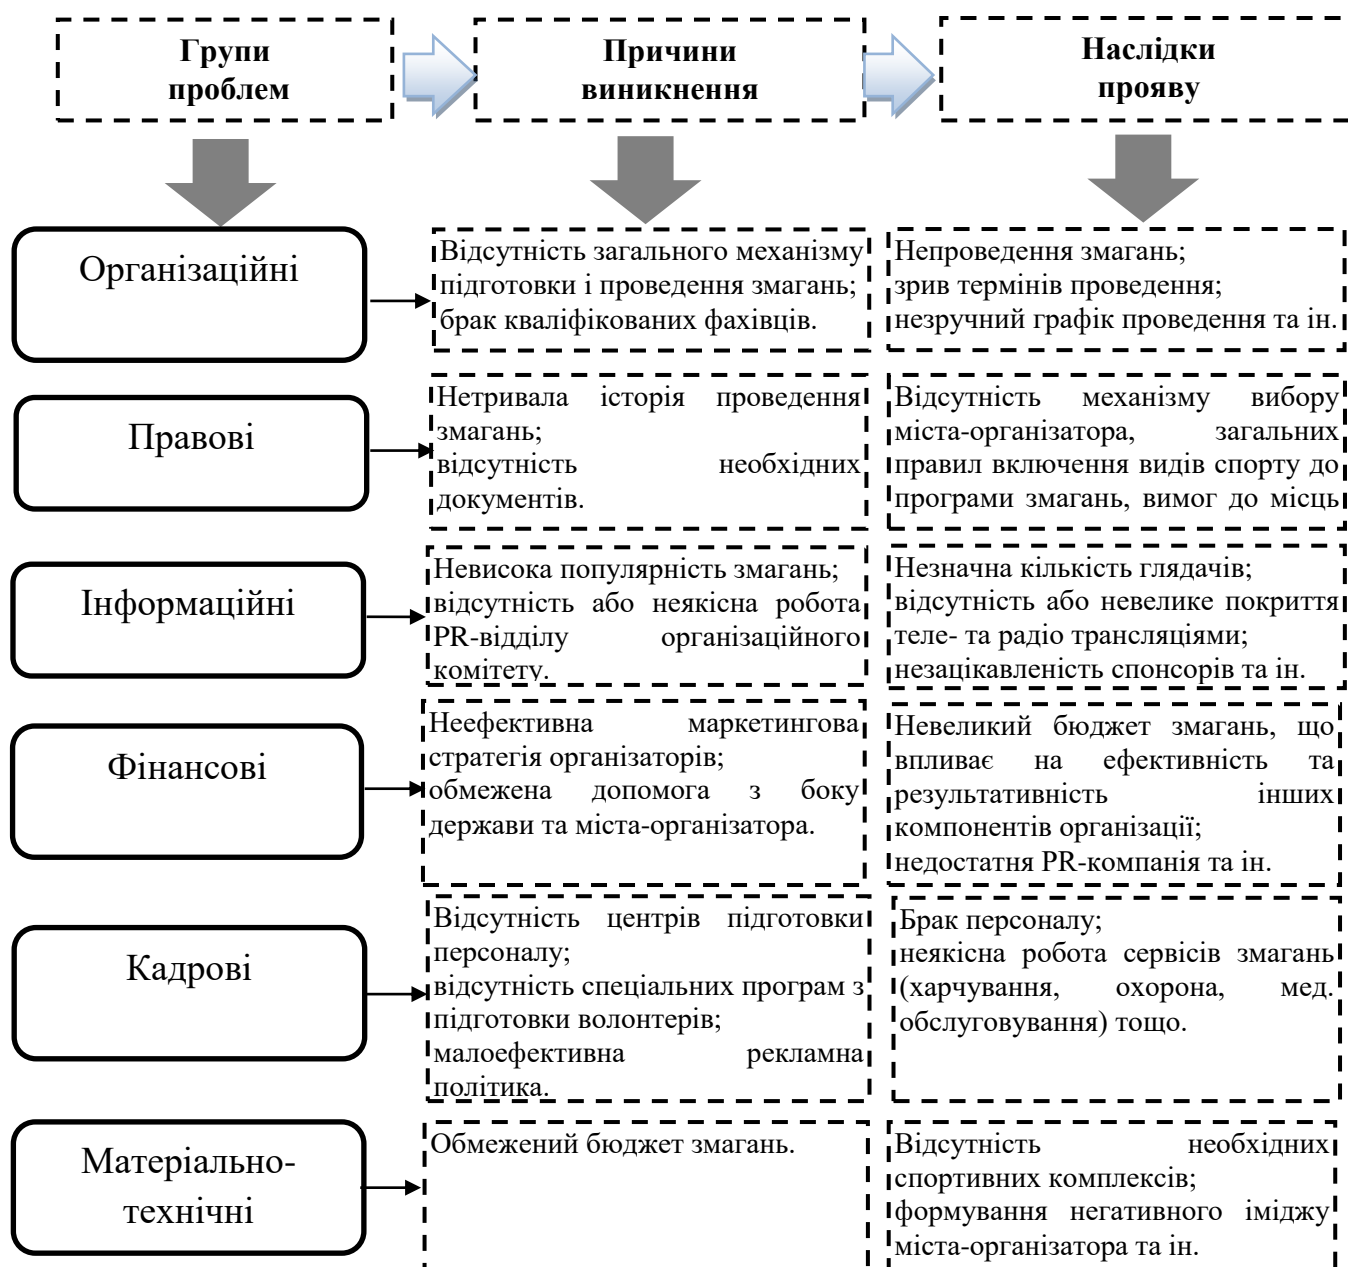 Групи
проблем
Причини
виникнення
Наслідки
прояву
Організаційні
Відсутність загального механізму
підготовки і проведення змагань;
брак кваліфікованих фахівців.
Непроведення змагань;
зрив термінів проведення;
незручний графік проведення та ін.
Правові
Нетривала історія проведення
змагань;
відсутність необхідних
документів.
Відсутність механізму вибору
міста-організатора, загальних
правил включення видів спорту до
програми змагань, вимог до місць
Інформаційні
Невисока популярність змагань;
відсутність або неякісна робота
PR-відділу організаційного
комітету.
Незначна кількість глядачів;
відсутність або невелике покриття
теле- та радіо трансляціями;
незацікавленість спонсорів та ін.
Фінансові
Неефективна маркетингова
стратегія організаторів;
обмежена допомога з боку
держави та міста-організатора.
Невеликий бюджет змагань, що
впливає на ефективність та
результативність інших
компонентів організації;
недостатня PR-компанія та ін.
Кадрові
Відсутність центрів підготовки
персоналу;
відсутність спеціальних програм з
підготовки волонтерів;
малоефективна рекламна
політика.
Брак персоналу;
неякісна робота сервісів змагань
(харчування, охорона, мед.
обслуговування) тощо.
Матеріально-
технічні
Обмежений бюджет змагань.
Відсутність необхідних
спортивних комплексів;
формування негативного іміджу
міста-організатора та ін.